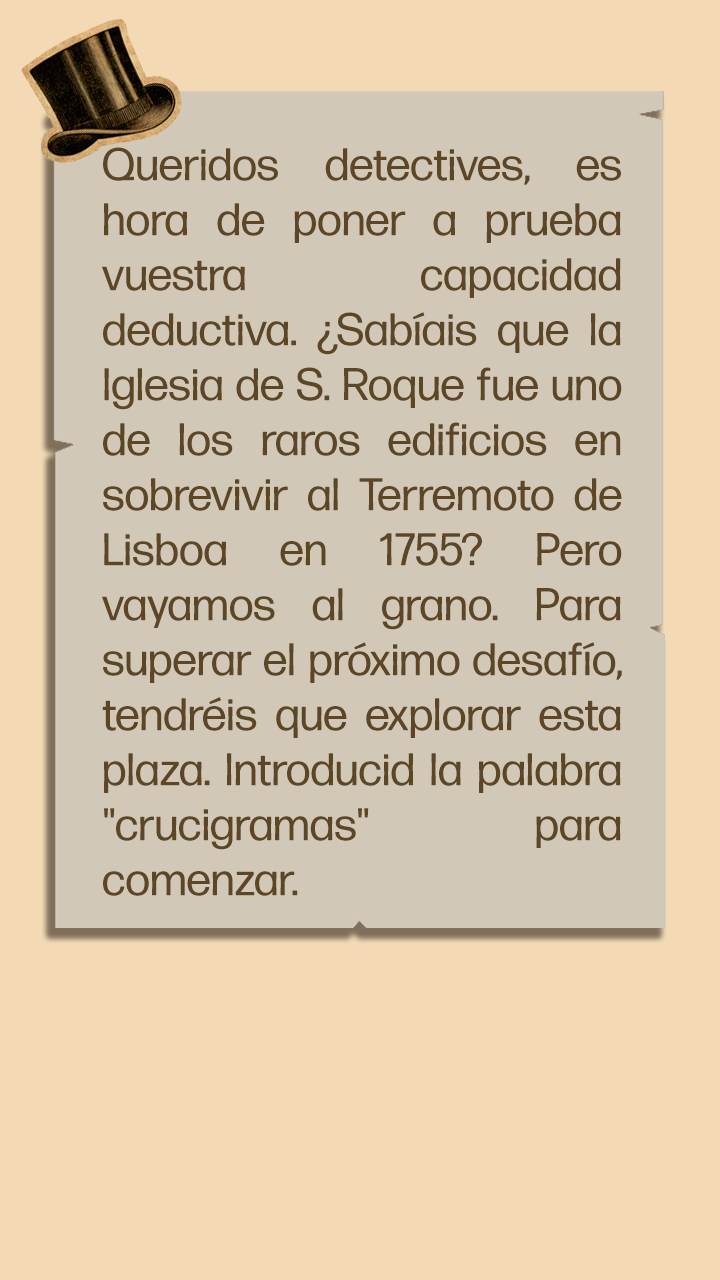 Queridos detectives, es
hora de poner a prueba
vuestra capacidad
deductiva. ¿Sabíais que la
Iglesia de S. Roque fue uno
de los raros edificios en
sobrevivir al Terremoto de
Lisboa en 1755? Pero
vayamos al grano. Para
superar el próximo desafío,
tendréis que explorar esta
plaza. Introducid la palabra
"crucigramas" para
comenzar.